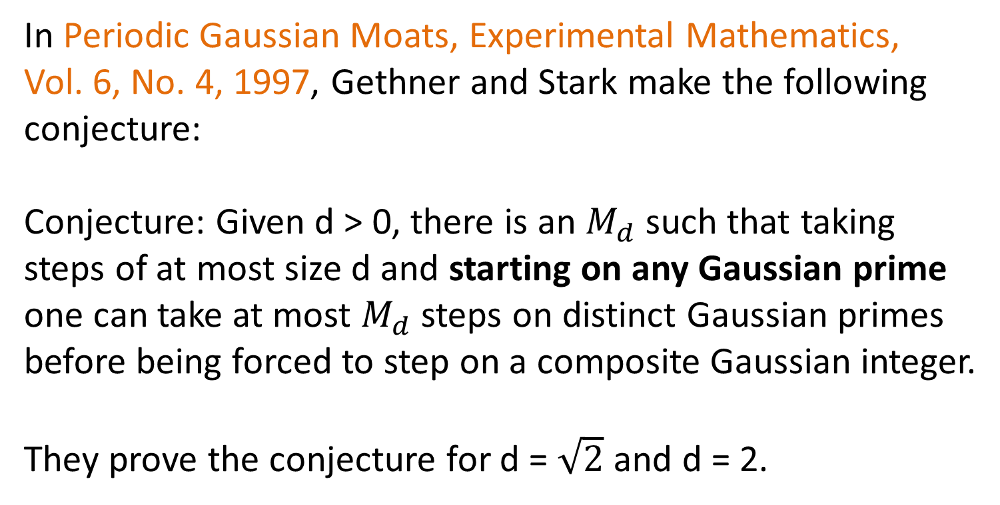 In Periodic Gaussian Moats, Experimental Mathematics,
Vol. 6, No. 4, 1997, Gethner and Stark make the following
conjecture:
Conjecture: Given d > 0, there is an $M_d$ such that taking
steps of at most size d and starting on any Gaussian prime
one can take at most $M_d$ steps on distinct Gaussian primes
before being forced to step on a composite Gaussian integer.
They prove the conjecture for d = $\sqrt{2}$ and d = 2.